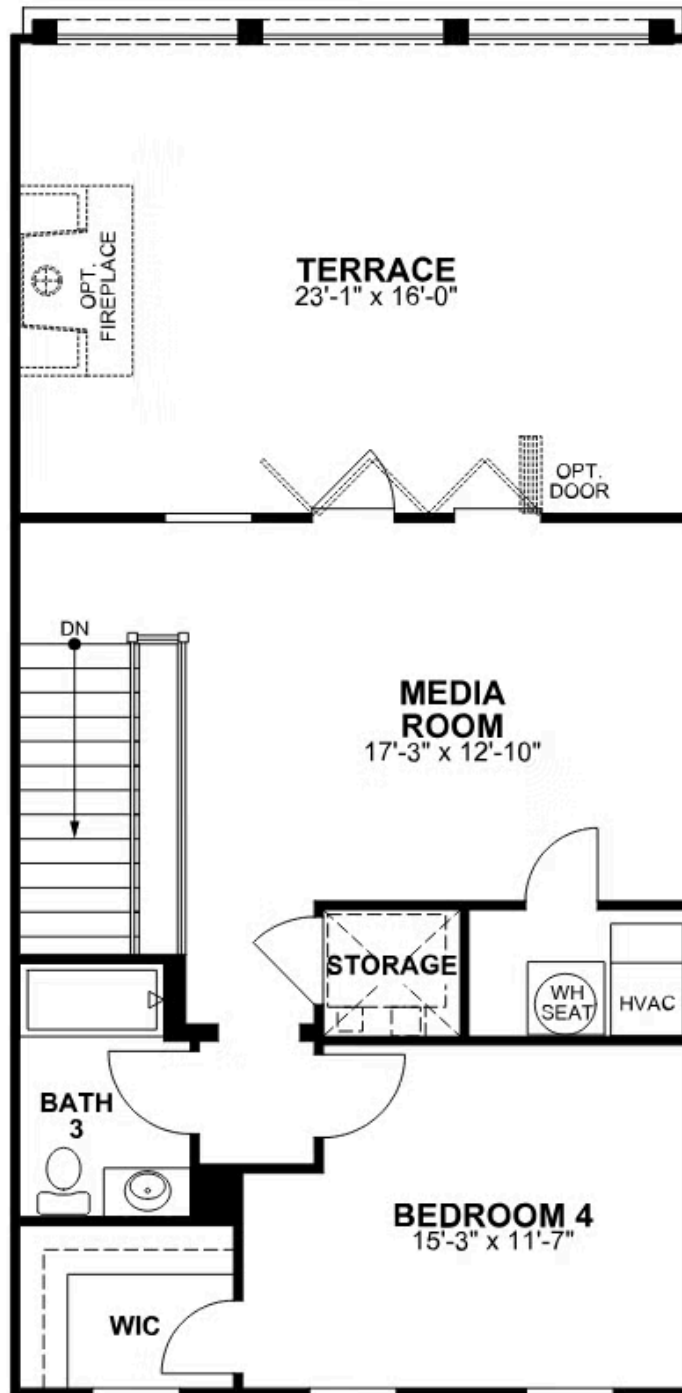 OPT.
FIREPLACE
TERRACE
23'-1" x 16'-0"
OPT.
DOOR
DN
MEDIA
ROOM
17'-3" x 12'-10"
STORAGE
WH
SEAT
HVAC
BATH
3
BEDROOM 4
15'-3" x 11'-7"
WIC